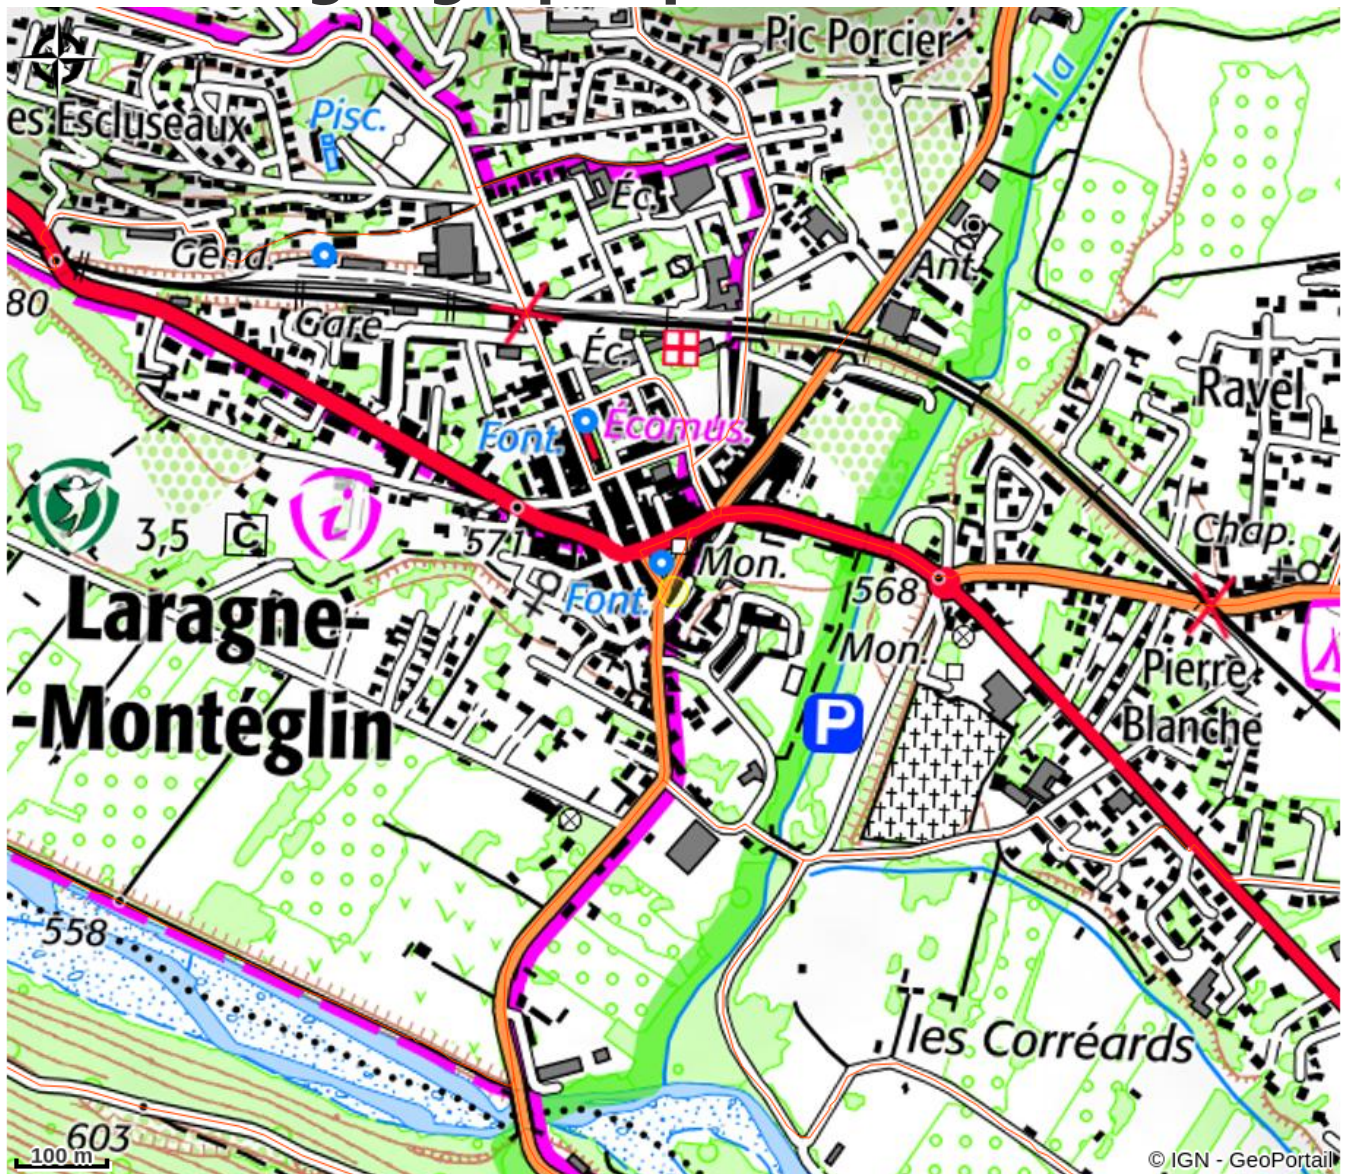 Pic Porcier
la
Pisc.
es Escluseaux
Éc.
Gend.
Ant.
80
Gare
Éc.
Ravel
Font.
Écomus.
i
3,5
C
571
Chap.
Mon.
568
Font.
Laragne-
Mon.
Pierre
-Montéglin
P
Blanche
558
les Corréards
603
100 m
© IGN - GeoPortail